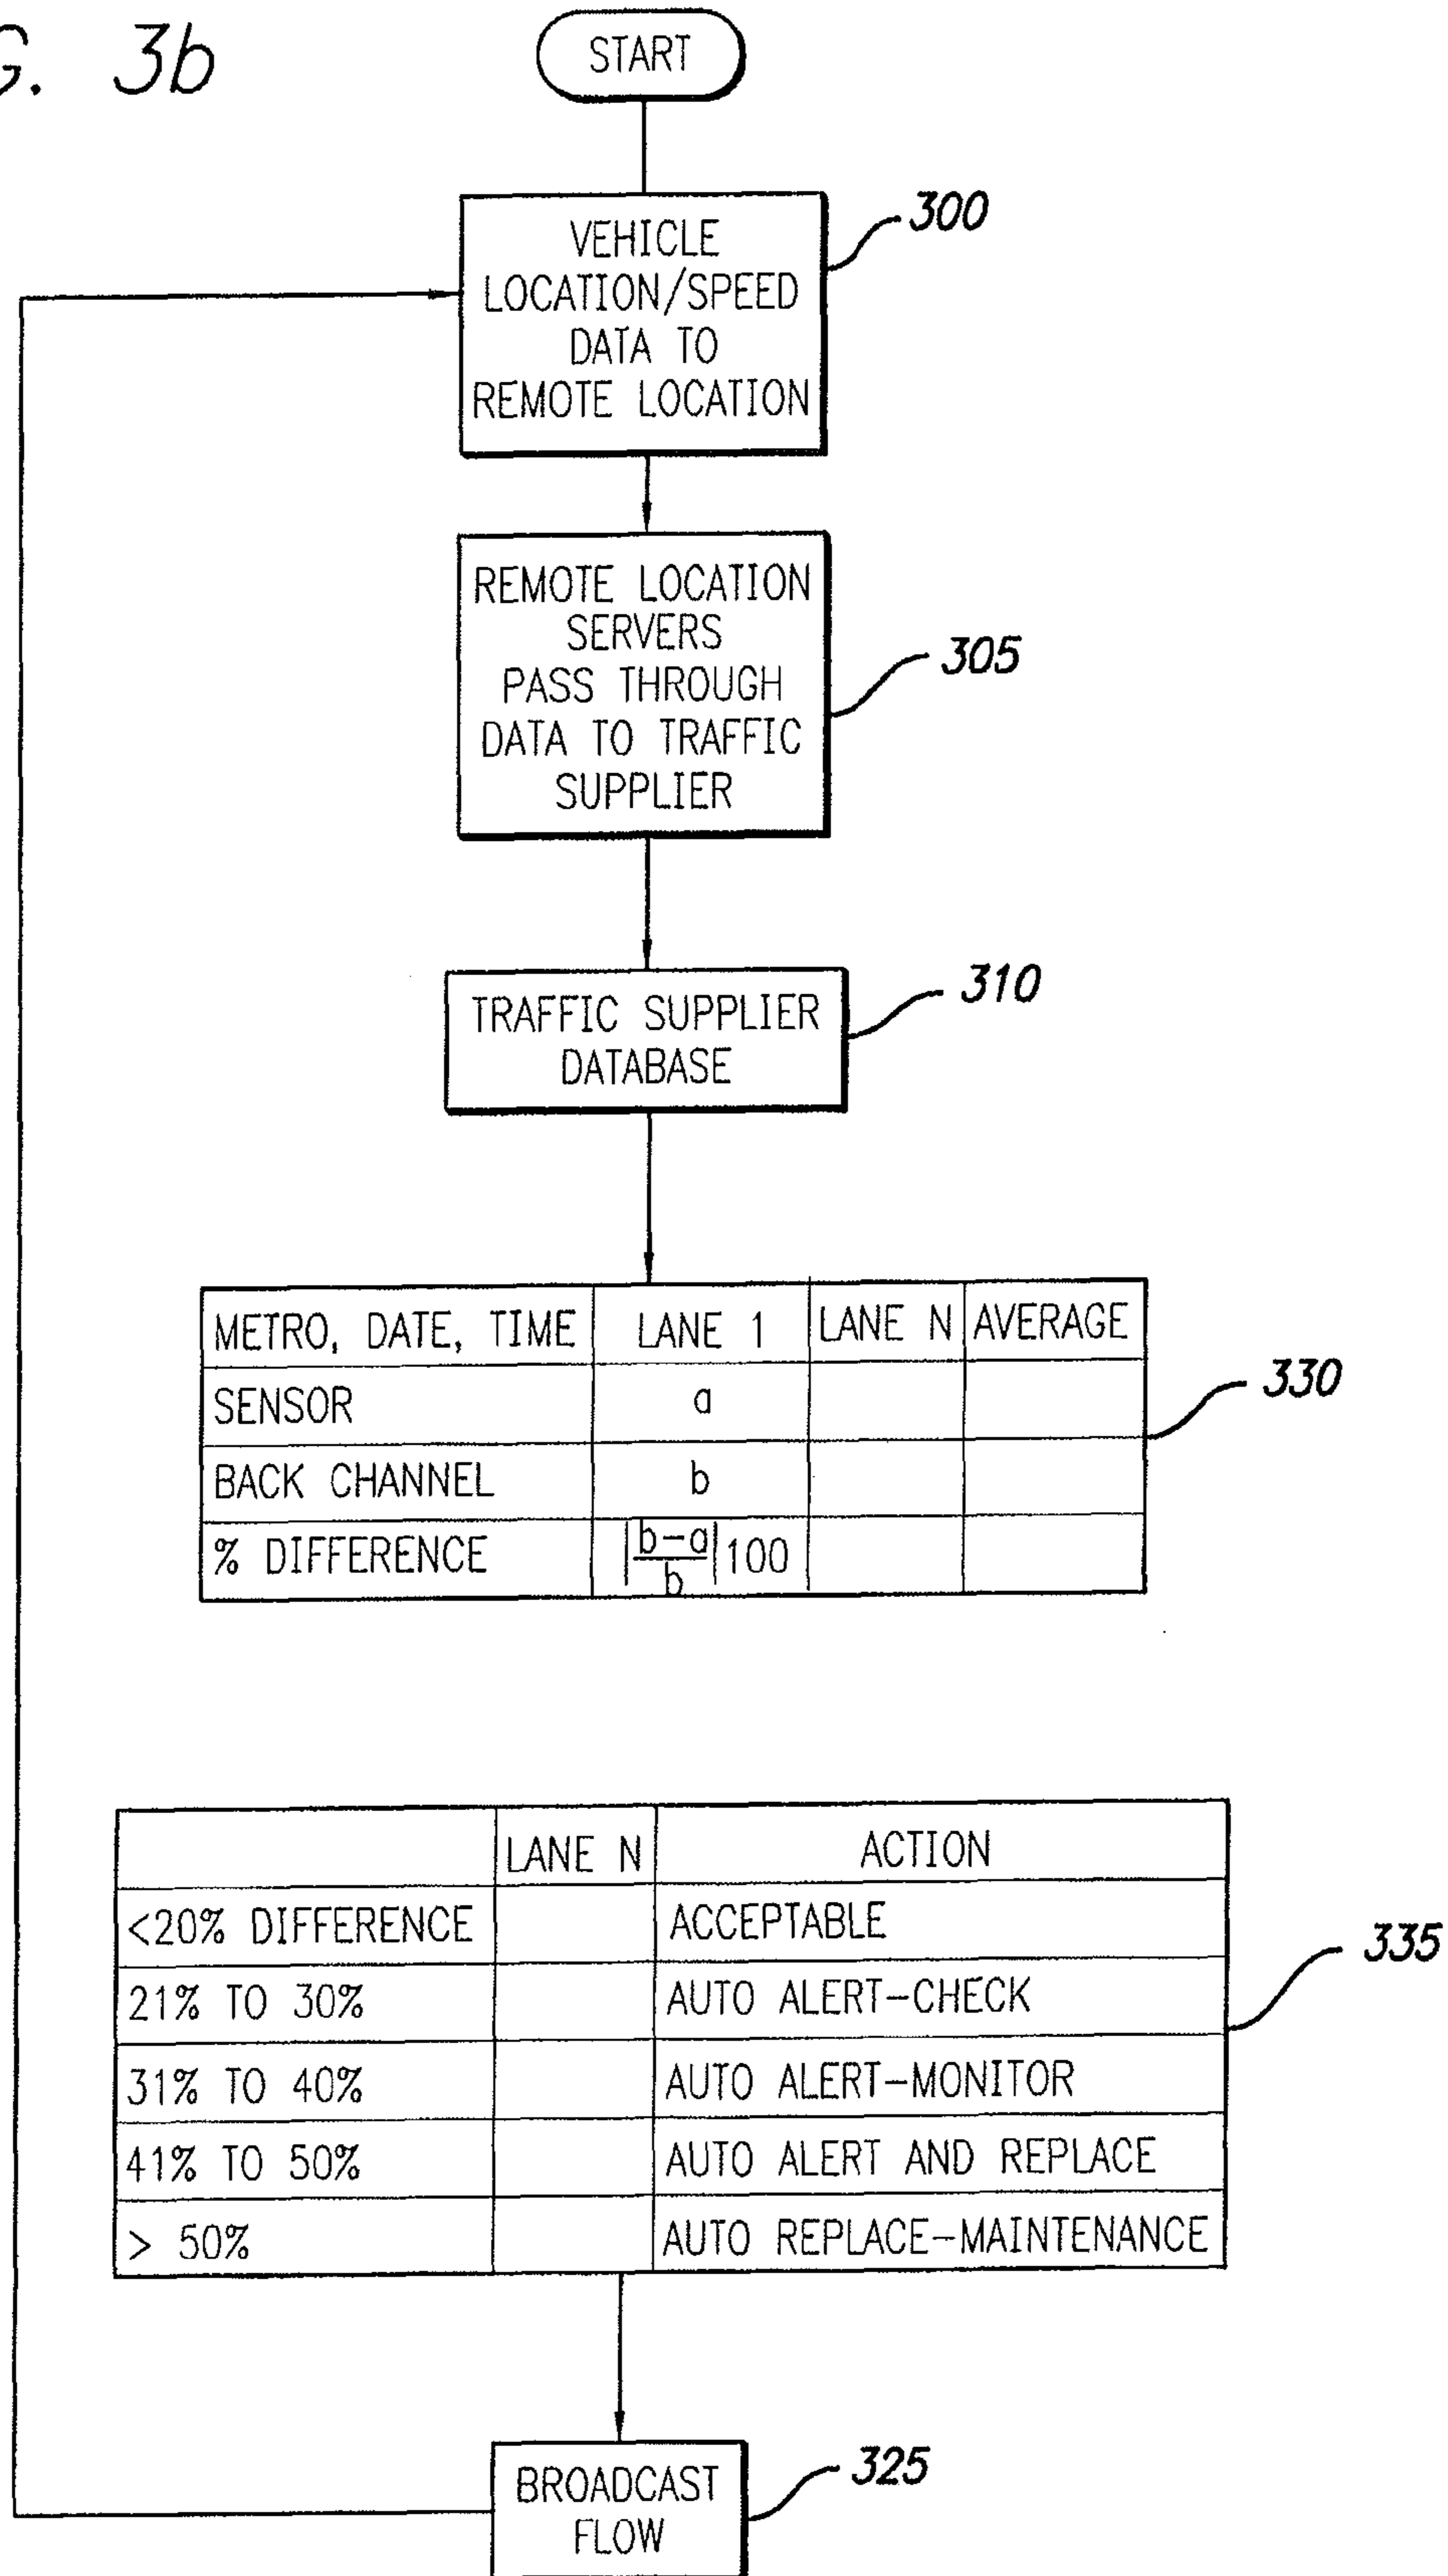 G. 3b
START
VEHICLE
LOCATION/SPEED
DATA TO
REMOTE LOCATION
300
REMOTE LOCATION
SERVERS
PASS THROUGH
DATA TO TRAFFIC
SUPPLIER
305
TRAFFIC SUPPLIER
DATABASE
310
METRO, DATE, TIME LANE 1 LANE N AVERAGE
SENSOR a
BACK CHANNEL b
% DIFFERENCE |b-a/b|100
330
LANE N ACTION
<20% DIFFERENCE ACCEPTABLE
21% TO 30% AUTO ALERT-CHECK
31% TO 40% AUTO ALERT-MONITOR
41% TO 50% AUTO ALERT AND REPLACE
> 50% AUTO REPLACE-MAINTENANCE
335
BROADCAST
FLOW
325